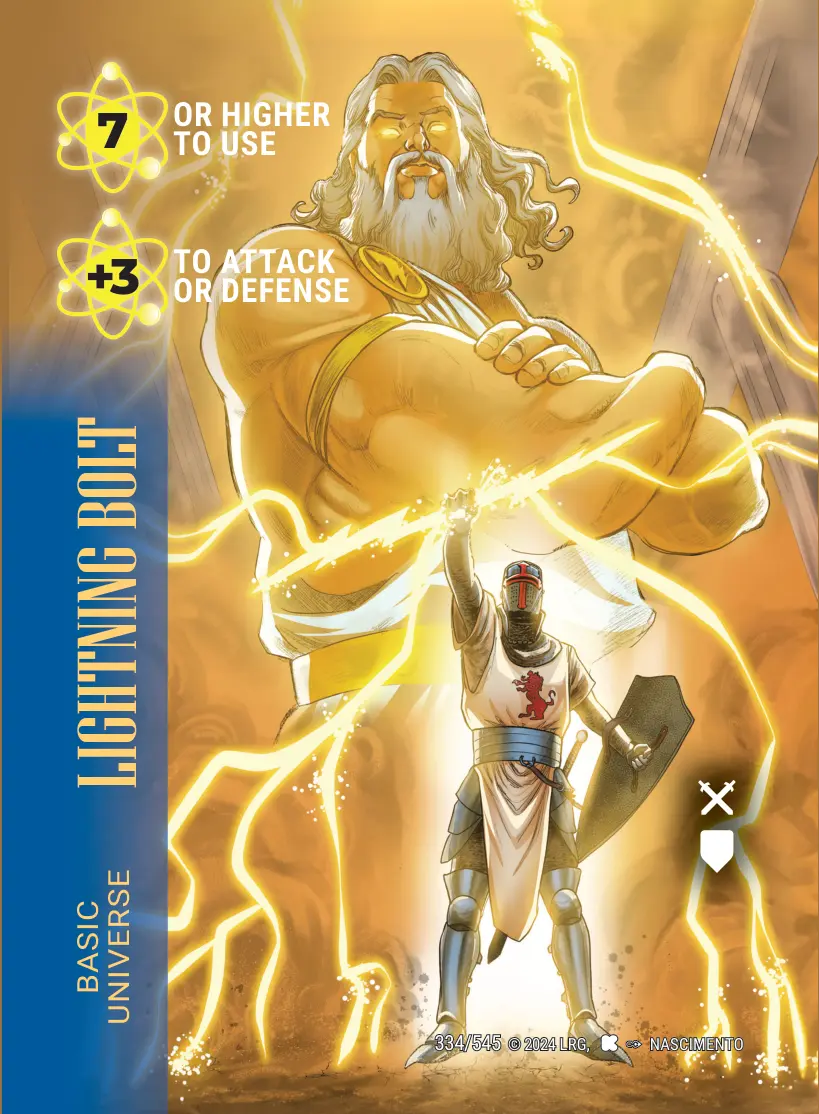 7 OR HIGHER
TO USE
+3 TO ATTACK
OR DEFENSE
LIGHTNING BOLT
BASIC
UNIVERSE
334/545 © 2024 LRG, NASCIMENTO